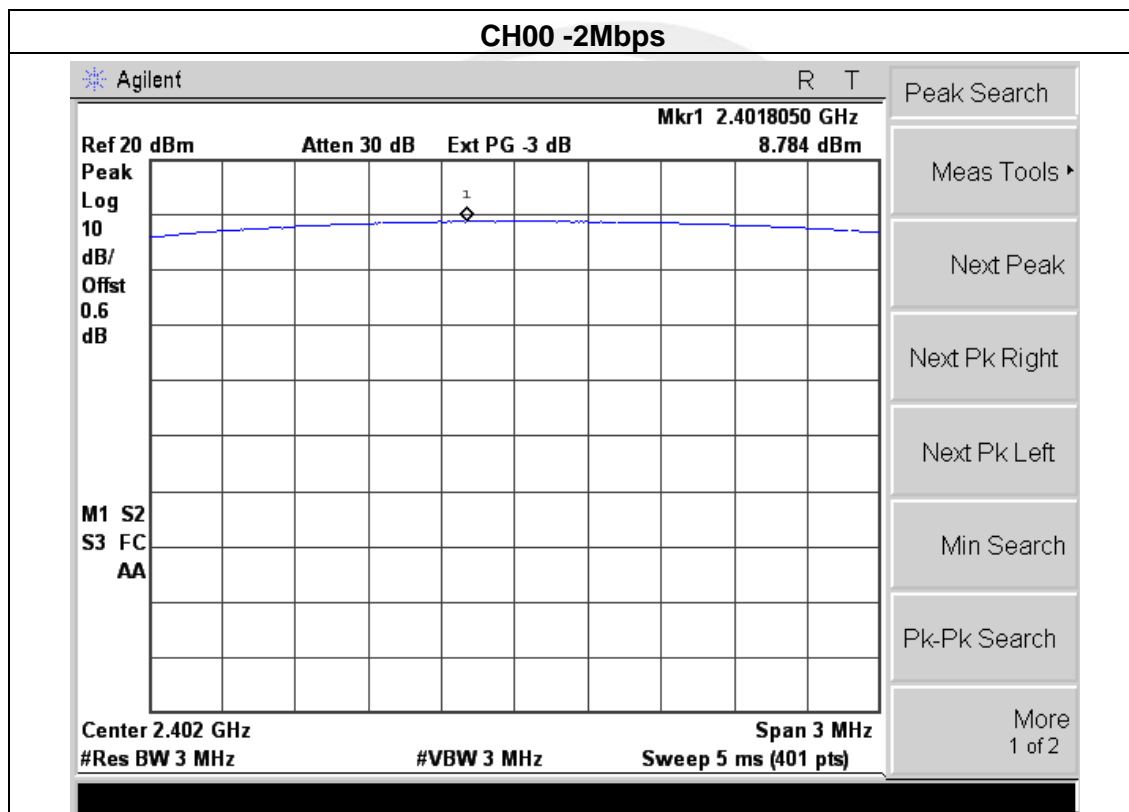 CH00 -2Mbps
Agilent R T
Peak Search
Mkr1 2.4018050 GHz
Ref 20 dBm Atten 30 dB Ext PG -3 dB 8.784 dBm
Peak
Log
10
dB/
Offst
0.6
dB
1
M1 S2
S3 FC
AA
Center 2.402 GHz Span 3 MHz
#Res BW 3 MHz #VBW 3 MHz Sweep 5 ms (401 pts)
Meas Tools
Next Peak
Next Pk Right
Next Pk Left
Min Search
Pk-Pk Search
More
1 of 2